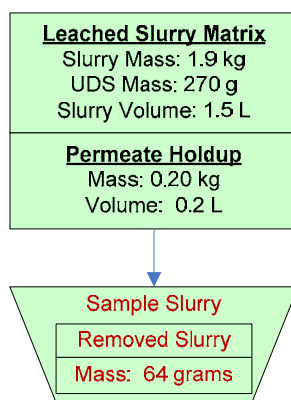 Leached Slurry Matrix
Slurry Mass: 1.9 kg
UDS Mass: 270 g
Slurry Volume: 1.5 L
Permeate Holdup
Mass: 0.20 kg
Volume: 0.2 L
Sample Slurry
Removed Slurry
Mass: 64 grams